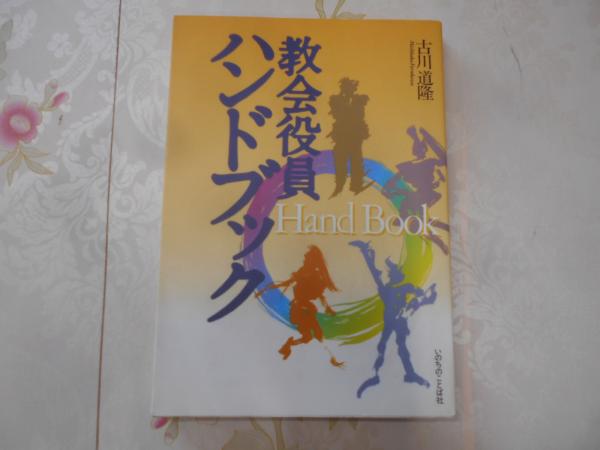 教会役員
ハンドブック
古川道隆
Hand Book
いのちのことば社